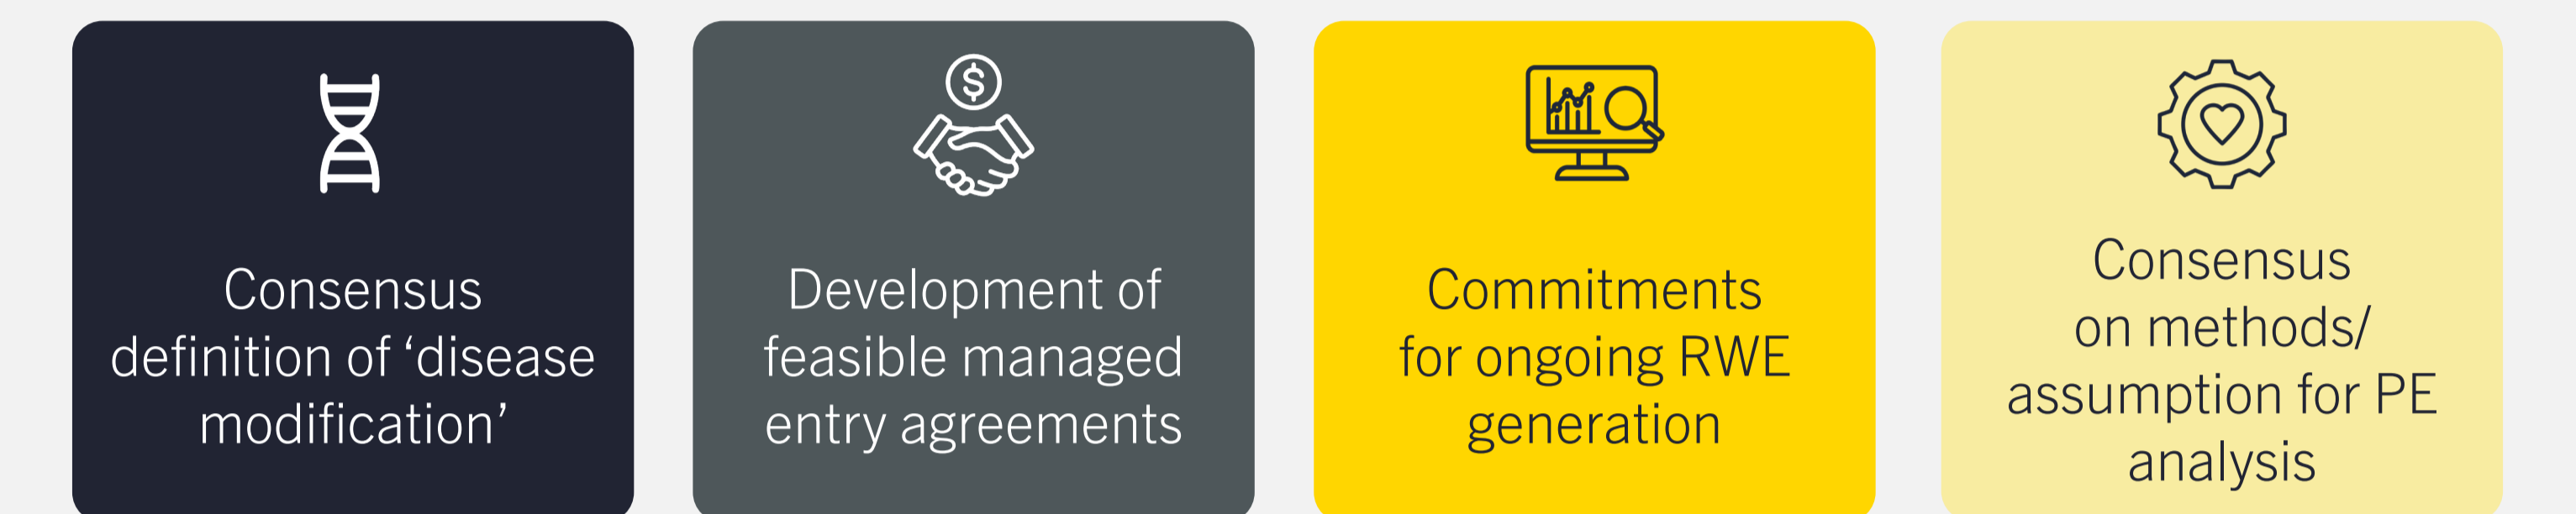 Consensus
definition of ‘disease
modification’
Development of
feasible managed
entry agreements
Commitments
for ongoing RWE
generation
Consensus
on methods/
assumption for PE
analysis